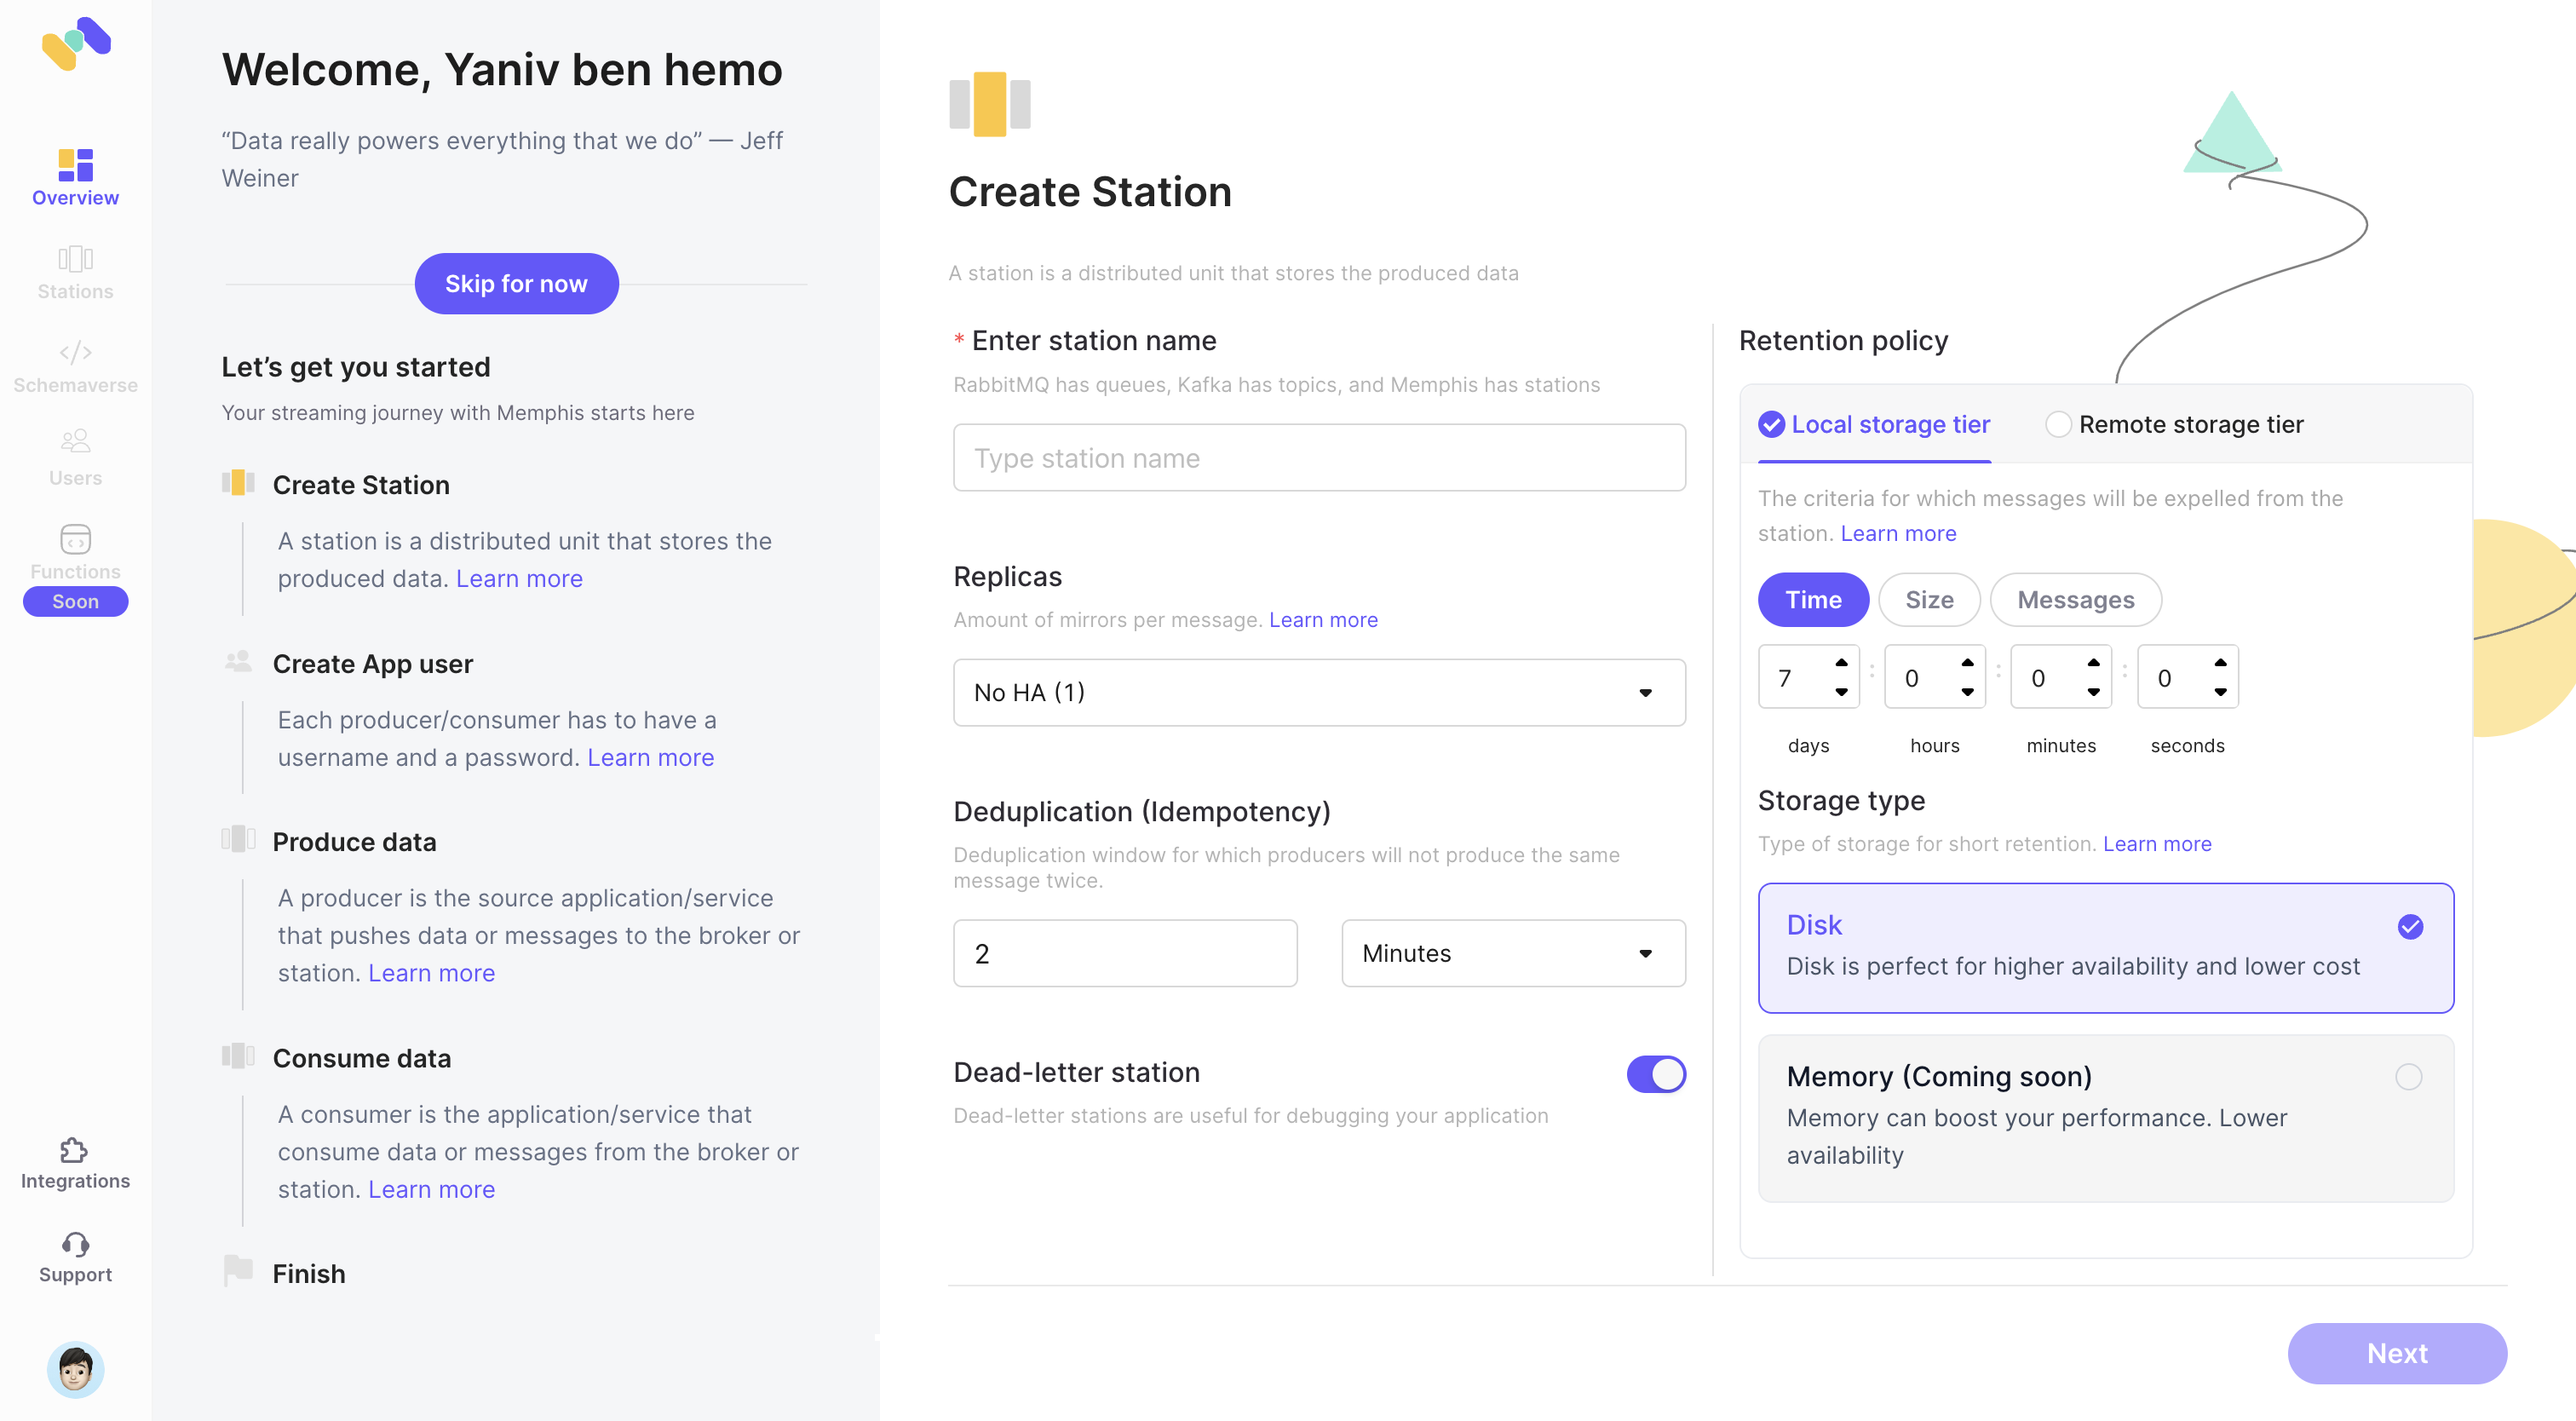 Overview
Stations
Schemaverse
Users
Functions
Soon
Integrations
Support
Welcome, Yaniv ben hemo
“Data really powers everything that we do” — Jeff
Weiner
Skip for now
Let’s get you started
Your streaming journey with Memphis starts here
Create Station
A station is a distributed unit that stores the
produced data. Learn more
Create App user
Each producer/consumer has to have a
username and a password. Learn more
Produce data
A producer is the source application/service
that pushes data or messages to the broker or
station. Learn more
Consume data
A consumer is the application/service that
consume data or messages from the broker or
station. Learn more
Finish
Create Station
A station is a distributed unit that stores the produced data
* Enter station name
RabbitMQ has queues, Kafka has topics, and Memphis has stations
Type station name
Replicas
Amount of mirrors per message. Learn more
No HA (1)
Deduplication (Idempotency)
Deduplication window for which producers will not produce the same
message twice.
2
Minutes
Dead-letter station
Dead-letter stations are useful for debugging your application
Retention policy
Local storage tier
Remote storage tier
The criteria for which messages will be expelled from the
station. Learn more
Time
Size
Messages
7 : 0 : 0 : 0
days hours minutes seconds
Storage type
Type of storage for short retention. Learn more
Disk
Disk is perfect for higher availability and lower cost
Memory (Coming soon)
Memory can boost your performance. Lower
availability
Next